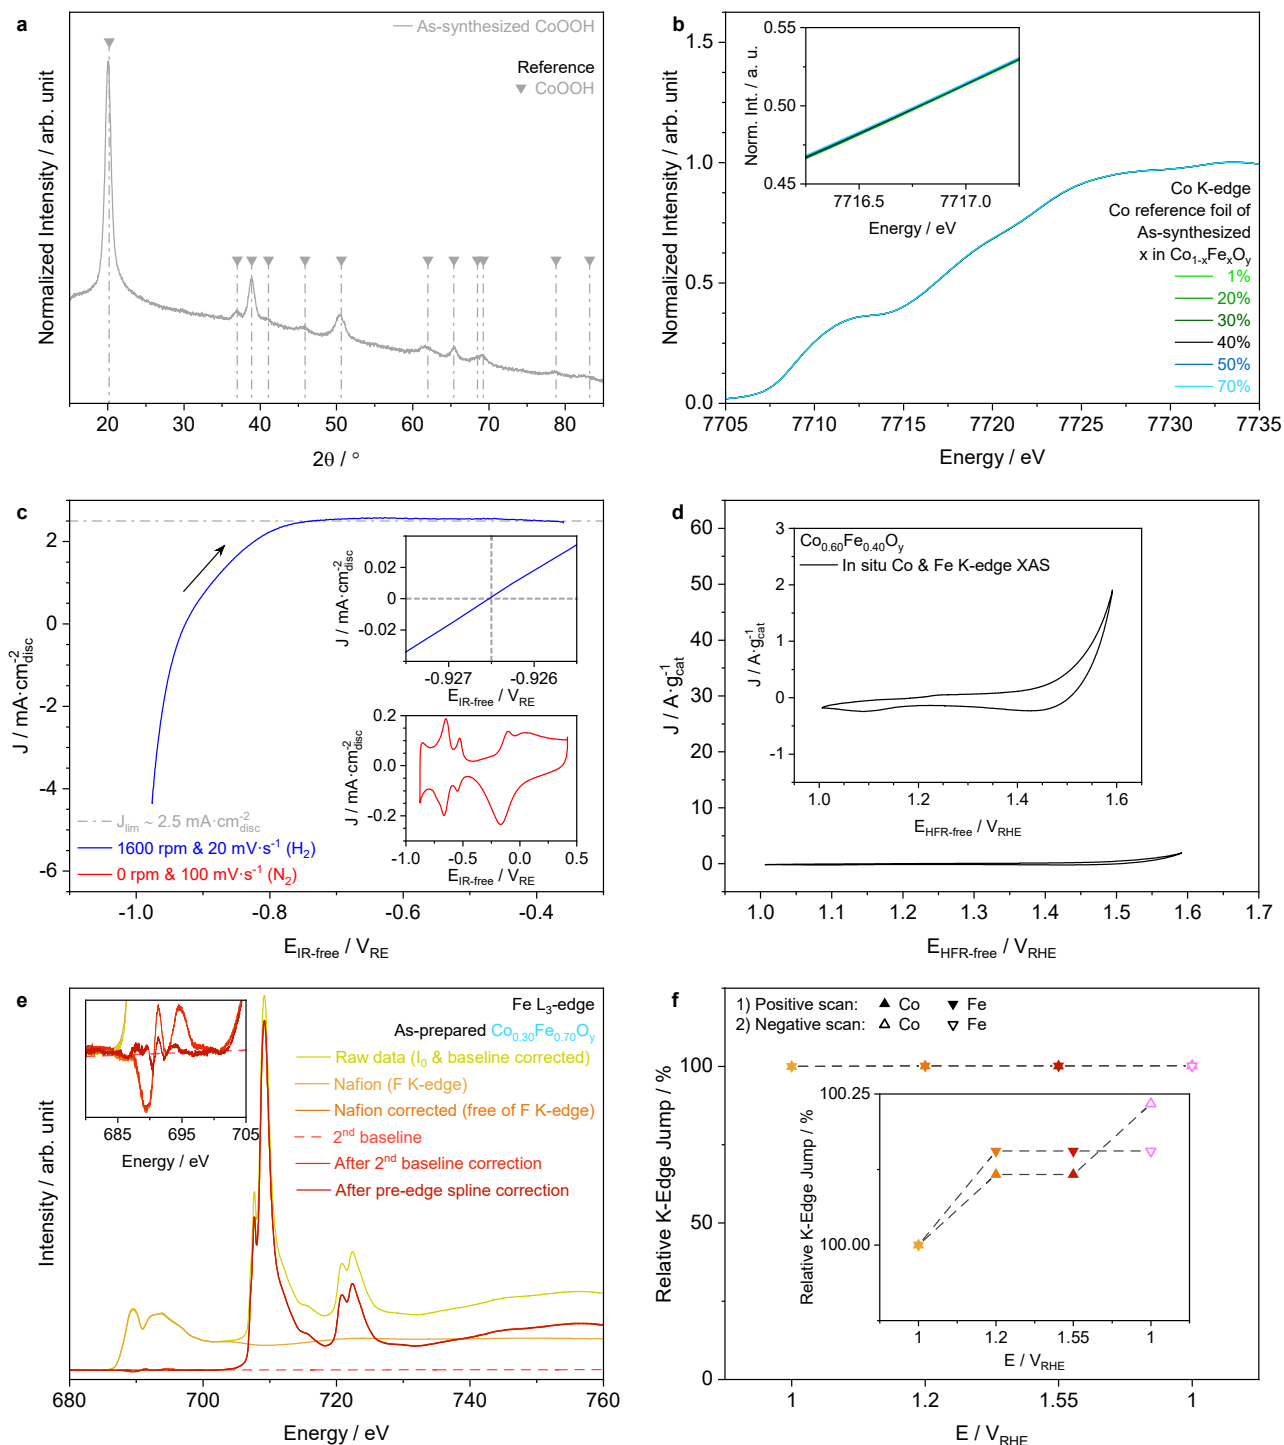 a
As-synthesized CoOOH
Reference
CoOOH
Normalized Intensity / arb. unit
20
30
40
50
60
70
80
2θ / °
b
0.55
0.50
0.45
Norm. Int. / a. u.
7716.5
7717.0
Energy / eV
Co K-edge
Co reference foil of
As-synthesized
x in Co1-xFexOy
1%
20%
30%
40%
50%
70%
1.5
1.0
0.5
0.0
Normalized Intensity / arb. unit
7705
7710
7715
7720
7725
7730
7735
Energy / eV
c
2
0
-2
-4
-6
J / mA·cm-2disc
0.02
0.00
-0.02
J / mA·cm-2disc
-0.927
-0.926
EIR-free / VRE
0.2
0.0
-0.2
J / mA·cm-2disc
-1.0
-0.5
0.0
0.5
EIR-free / VRE
Jlim ~ 2.5 mA·cm-2disc
1600 rpm & 20 mV·s-1 (H2)
0 rpm & 100 mV·s-1 (N2)
-1.0
-0.8
-0.6
-0.4
EIR-free / VRE
d
60
55
50
45
40
35
30
25
20
15
10
5
0
J / A·g-1cat
Co0.60Fe0.40Oy
In situ Co & Fe K-edge XAS
3
2
1
0
-1
J / A·g-1cat
1.0
1.2
1.4
1.6
EHFR-free / VRHE
1.0
1.1
1.2
1.3
1.4
1.5
1.6
1.7
EHFR-free / VRHE
e
Fe L3-edge
As-prepared Co0.30Fe0.70Oy
Raw data (I0 & baseline corrected)
Nafion (F K-edge)
Nafion corrected (free of F K-edge)
2nd baseline
After 2nd baseline correction
After pre-edge spline correction
685
695
705
Energy / eV
Intensity / arb. unit
680
700
720
740
760
Energy / eV
f
1) Positive scan: Co Fe
2) Negative scan: Co Fe
100
50
0
Relative K-Edge Jump / %
100.25
100.00
Relative K-Edge Jump / %
1
1.2
1.55
1
E / VRHE
1
1.2
1.55
1
E / VRHE